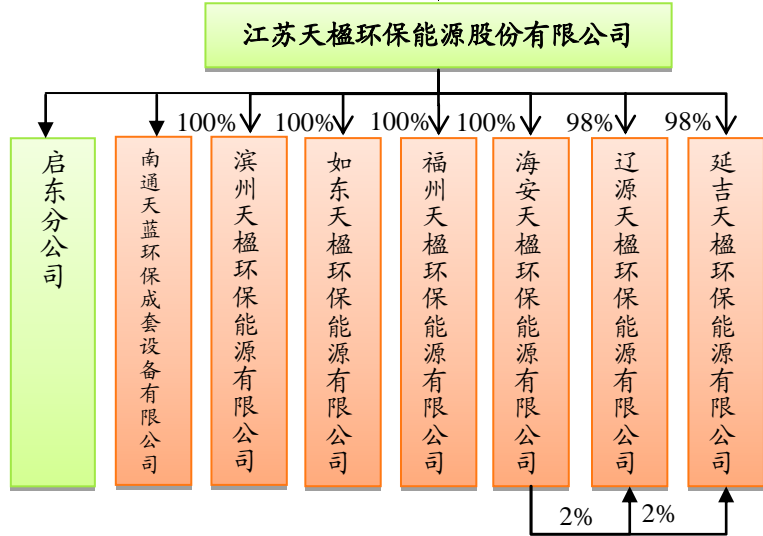 江苏天楹环保能源股份有限公司
100%
100%
100%
100%
98%
98%
启东分公司
南通天蓝环保成套设备有限公司
滨州天楹环保能源有限公司
如东天楹环保能源有限公司
福州天楹环保能源有限公司
海安天楹环保能源有限公司
辽源天楹环保能源有限公司
延吉天楹环保能源有限公司
2%
2%